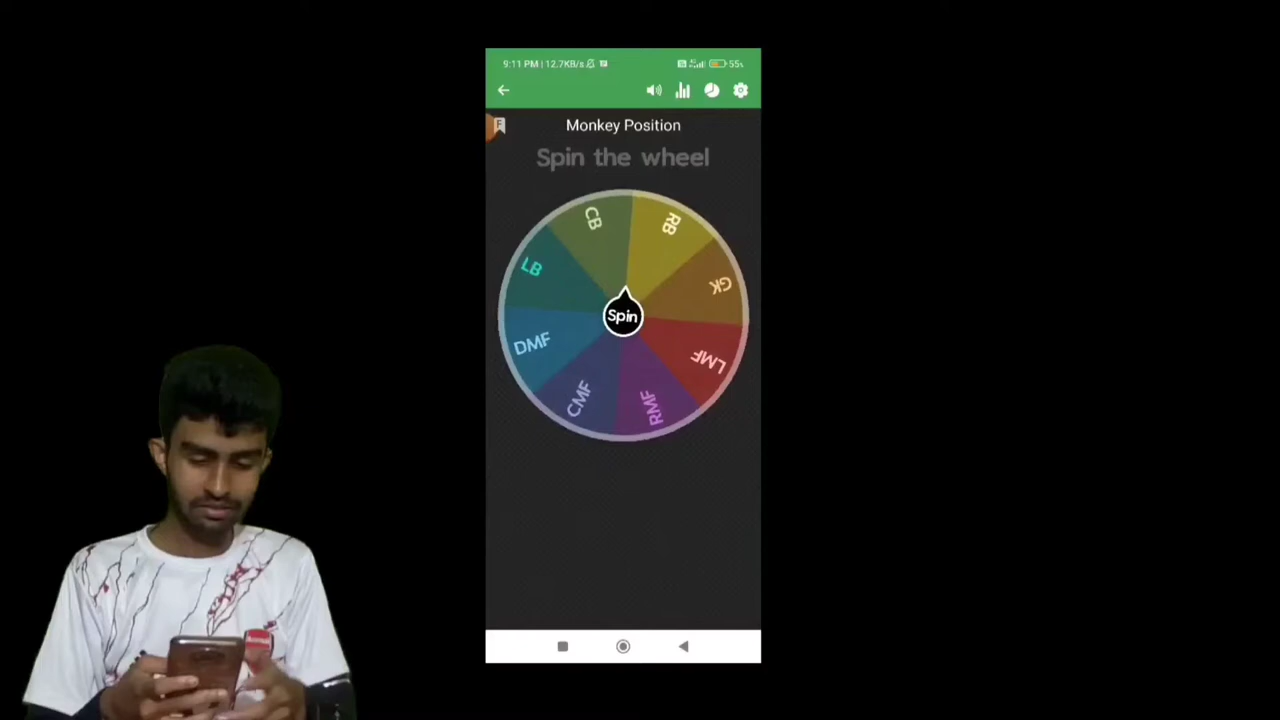 9:11 PM | 12.7KB/s
55%
F
Monkey Position
Spin the wheel
CB
RB
LB
GK
Spin
DMF
LMF
CMF
RMF